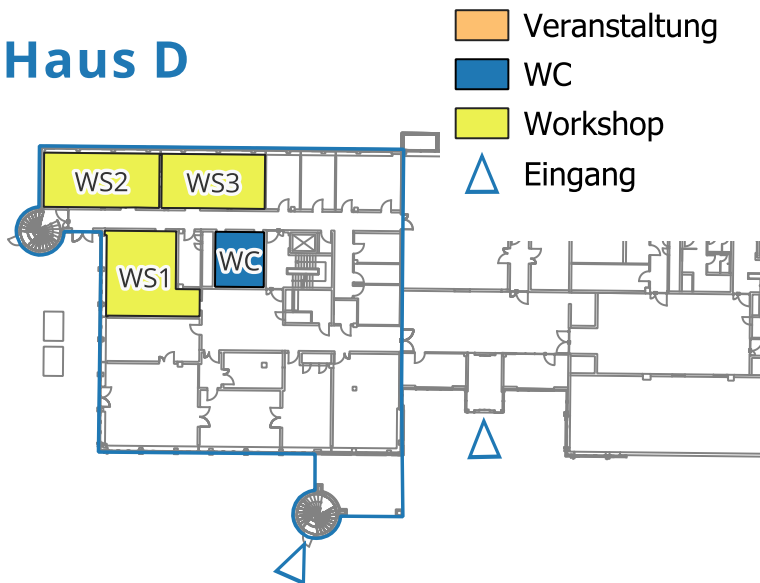 Haus D
Veranstaltung
WC
Workshop
Eingang
WS2
WS3
WS1
WC